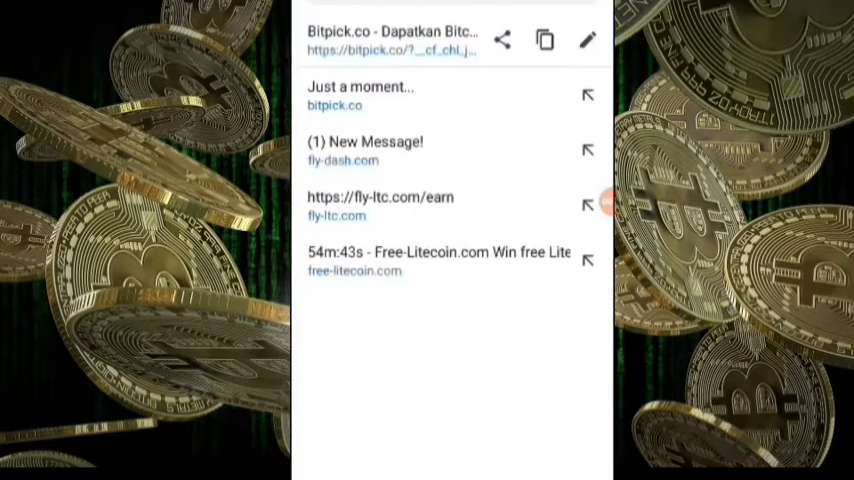 Bitpick.co - Dapatkan Bitc...
https://bitpick.co/?__cf_chl_j...
Just a moment...
bitpick.co
(1) New Message!
fly-dash.com
https://fly-ltc.com/earn
fly-ltc.com
54m:43s - Free-Litecoin.com Win free Lite
free-litecoin.com